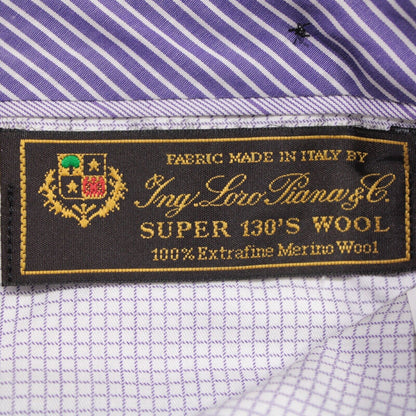 FABRIC MADE IN ITALY BY
Ing. Loro Piana & C.
SUPER 130'S WOOL
100% Extrafine Merino Wool